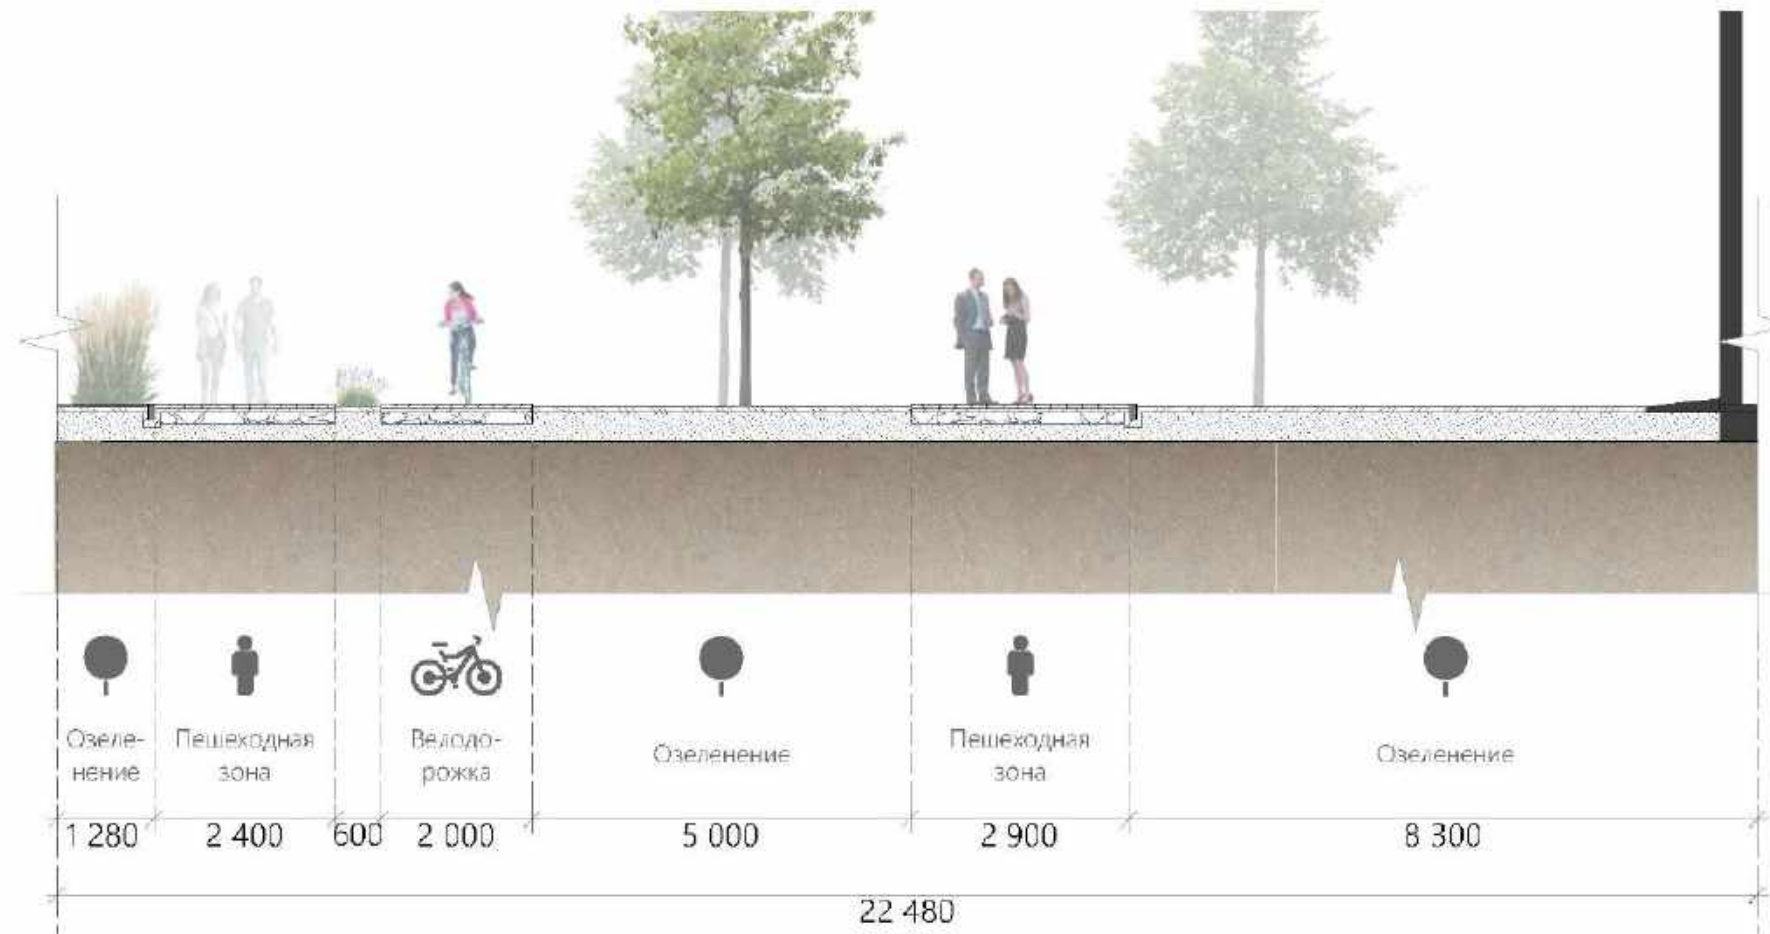 Озеле-
нение
Пешеходная
зона
Велодо-
рожка
Озеленение
Пешеходная
зона
Озеленение
1 280
2 400
600
2 000
5 000
2 900
8 300
22 480